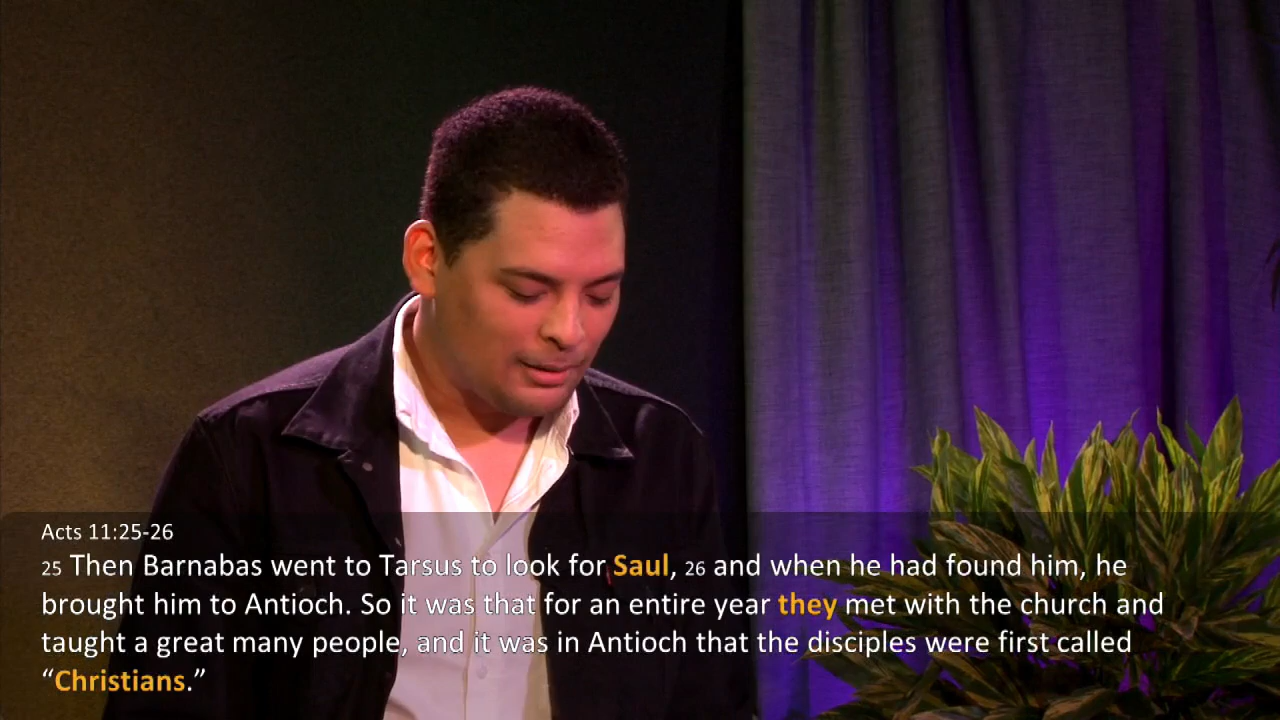 Acts 11:25-26
25 Then Barnabas went to Tarsus to look for Saul, 26 and when he had found him, he
brought him to Antioch. So it was that for an entire year they met with the church and
taught a great many people, and it was in Antioch that the disciples were first called
“Christians.”